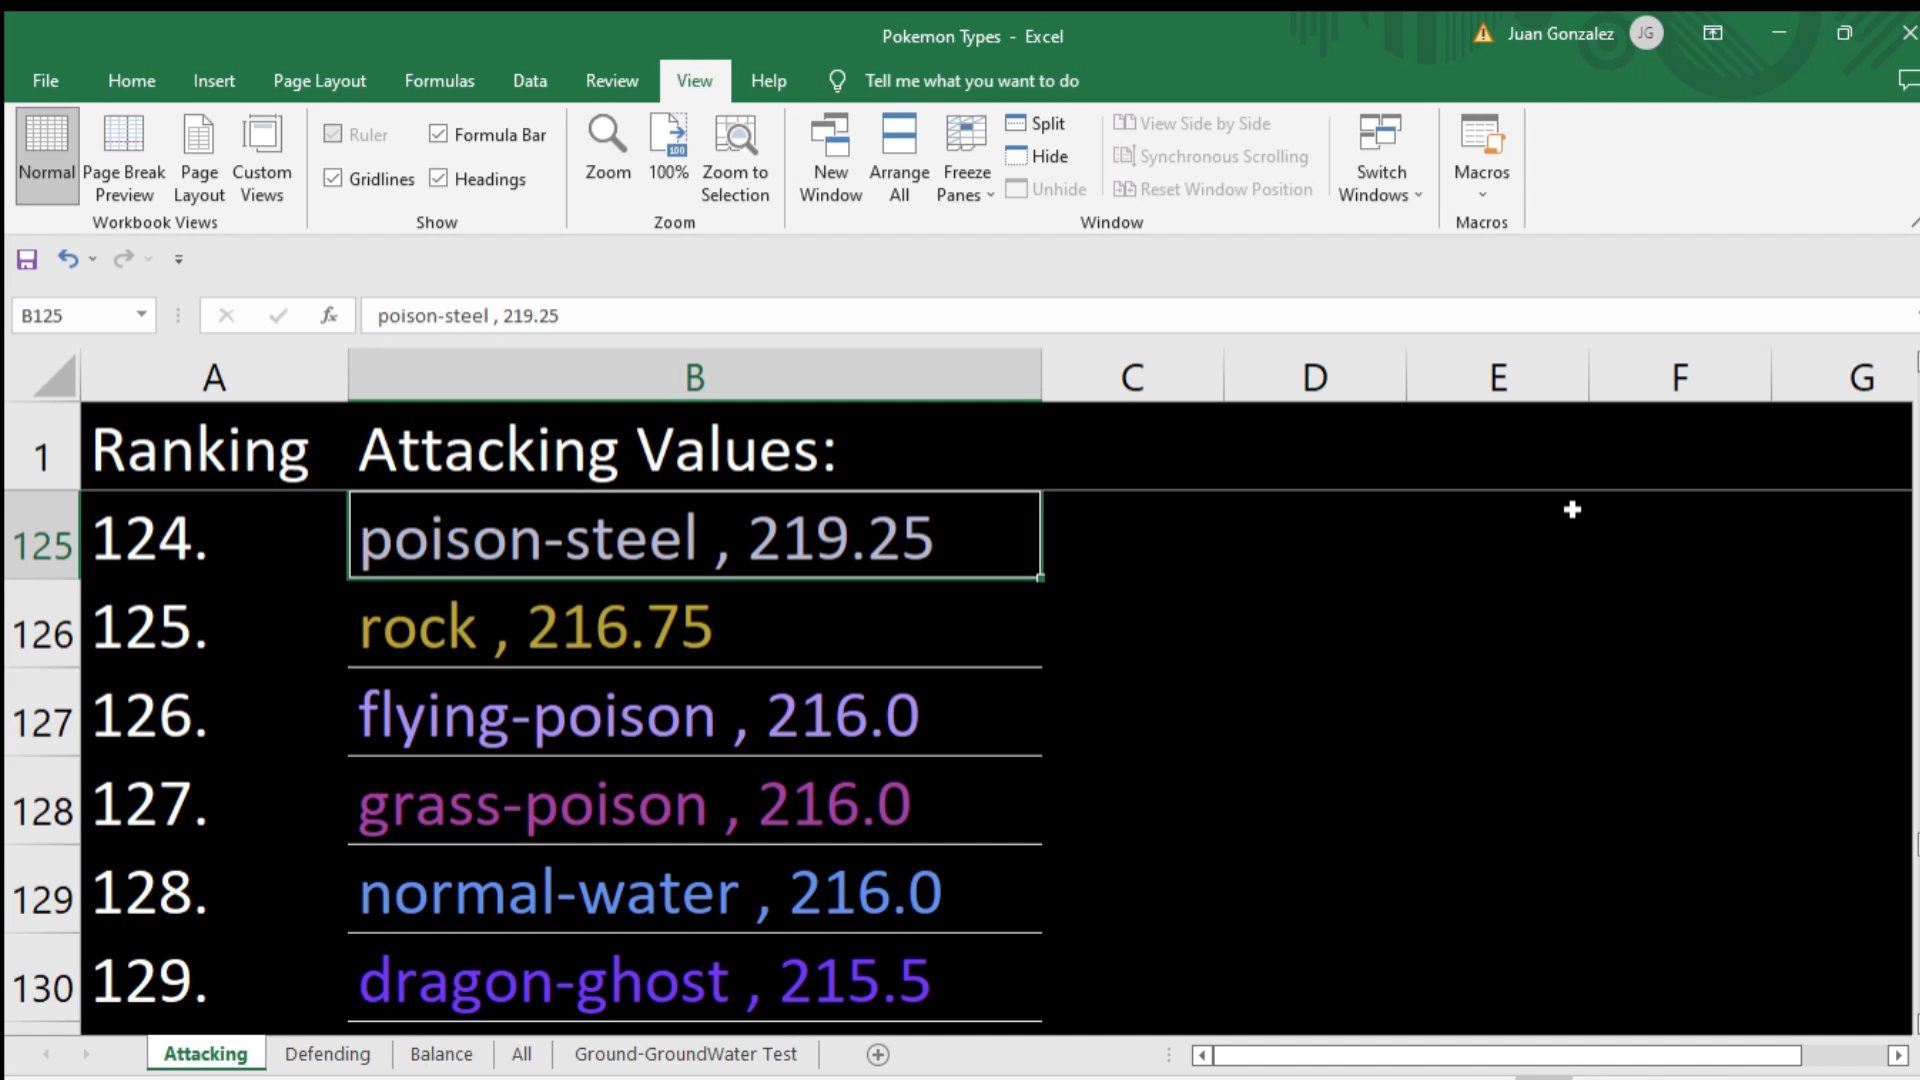 Pokemon Types - Excel
Juan Gonzalez JG
File Home Insert Page Layout Formulas Data Review View Help Tell me what you want to do
Normal
Page Break Preview
Page Layout
Custom Views
Workbook Views
Ruler
Formula Bar
Gridlines
Headings
Show
Zoom
100%
100
Zoom to Selection
Zoom
New Window
Arrange All
Freeze Panes
Split
Hide
Unhide
View Side by Side
Synchronous Scrolling
Reset Window Position
Switch Windows
Window
Macros
Macros
B125 fx poison-steel , 219.25
A B C D E F G
1 Ranking Attacking Values:
125 124. poison-steel , 219.25
126 125. rock , 216.75
127 126. flying-poison , 216.0
128 127. grass-poison , 216.0
129 128. normal-water , 216.0
130 129. dragon-ghost , 215.5
Attacking Defending Balance All Ground-GroundWater Test